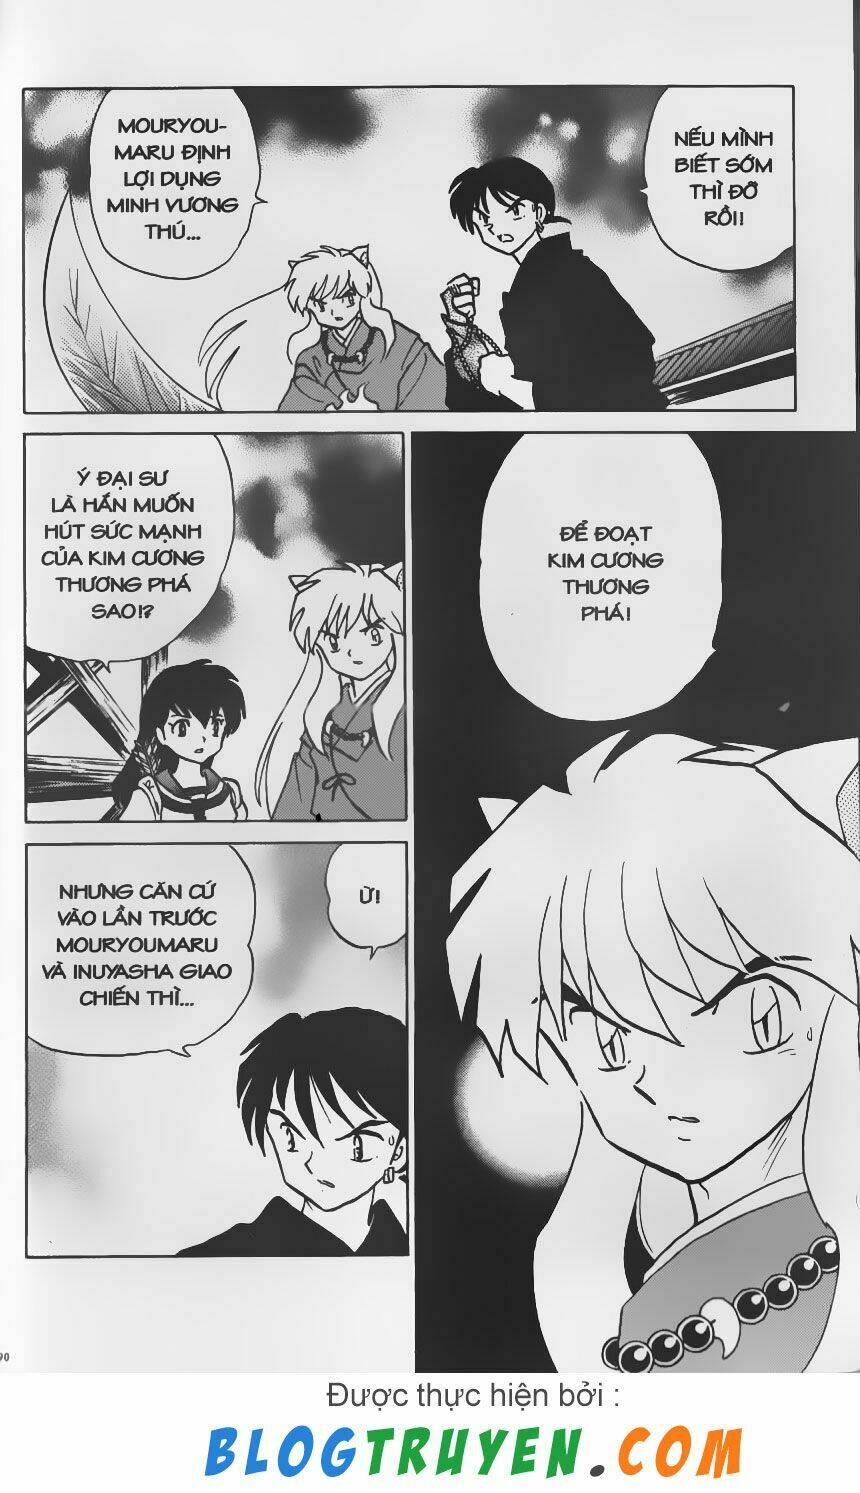 NẾU MÌNH
BIẾT SỚM
THÌ ĐỠ
RỒI!
MOURYOU-
MARU ĐỊNH
LỢI DỤNG
MINH VƯƠNG
THÚ...
ĐỂ ĐOẠT
KIM CƯƠNG
THƯƠNG
PHÁ!
Ý ĐẠI SƯ
LÀ HẮN MUỐN
HÚT SỨC MẠNH
CỦA KIM CƯƠNG
THƯƠNG PHÁ
SAO!?
Ừ!
NHƯNG CĂN CỨ
VÀO LẦN TRƯỚC
MOURYOUMARU
VÀ INUYASHA GIAO
CHIẾN THÌ...
90
Được thực hiện bởi :
BLOGTRUYEN.COM